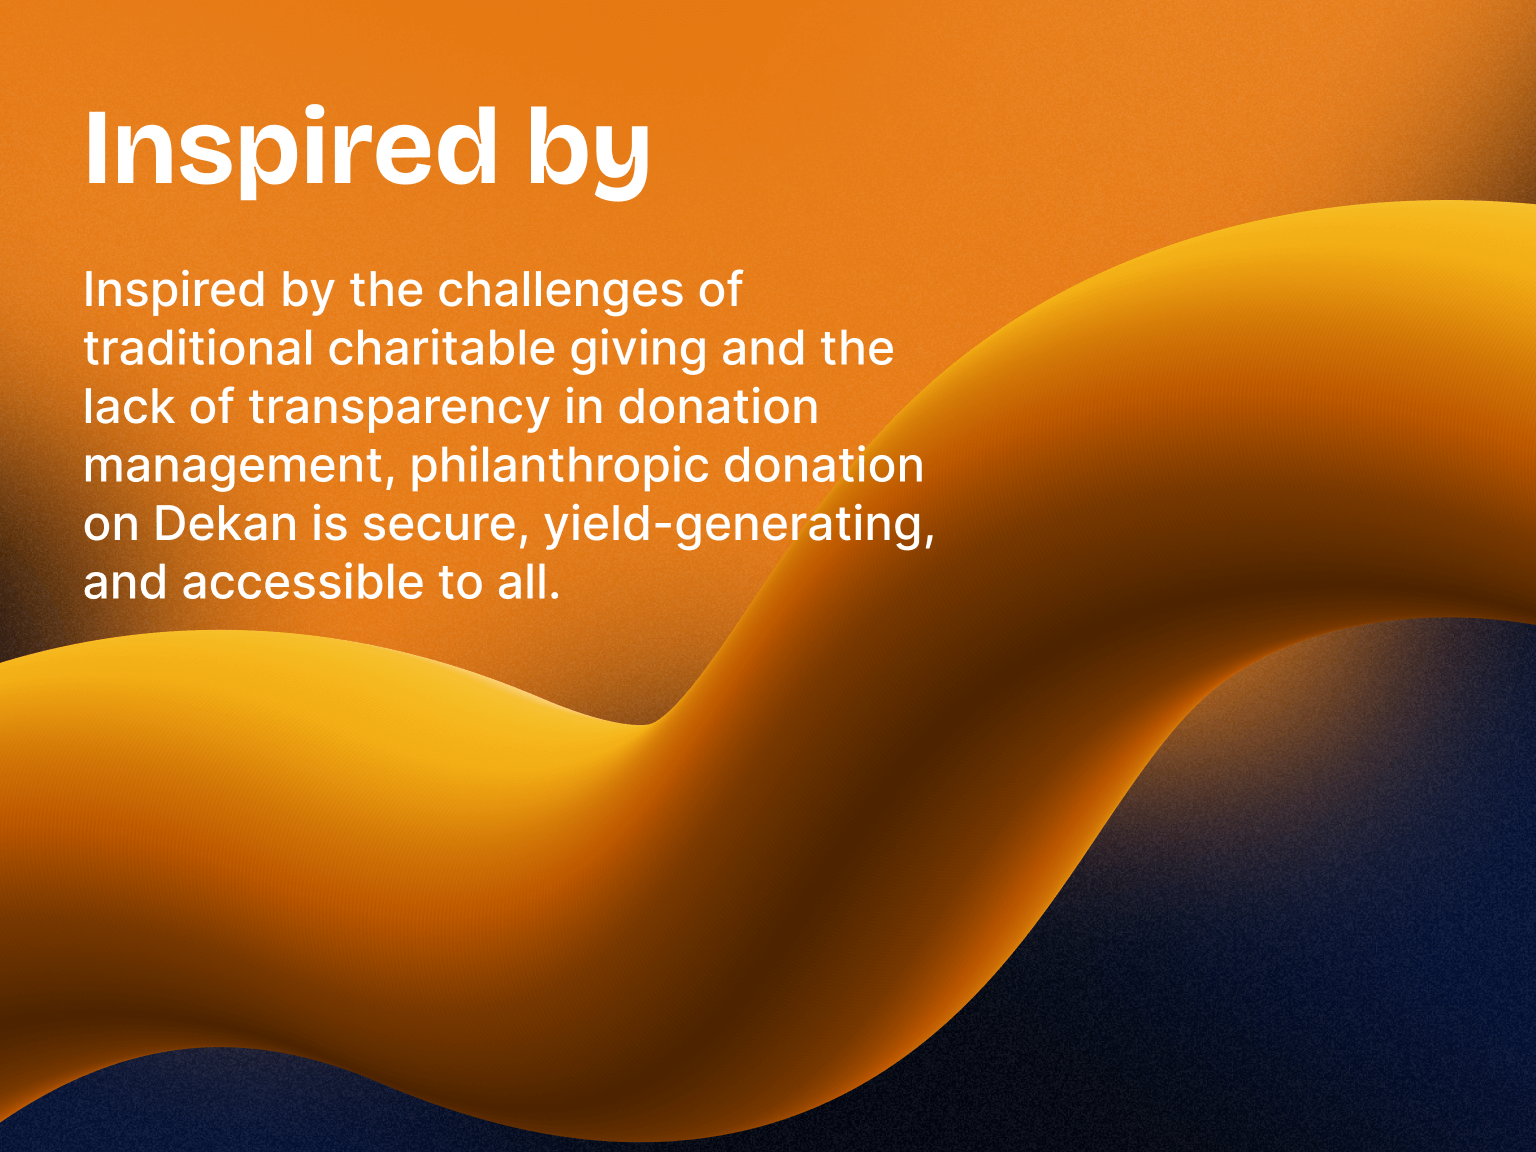 Inspired by
Inspired by the challenges of
traditional charitable giving and the
lack of transparency in donation
management, philanthropic donation
on Dekan is secure, yield-generating,
and accessible to all.